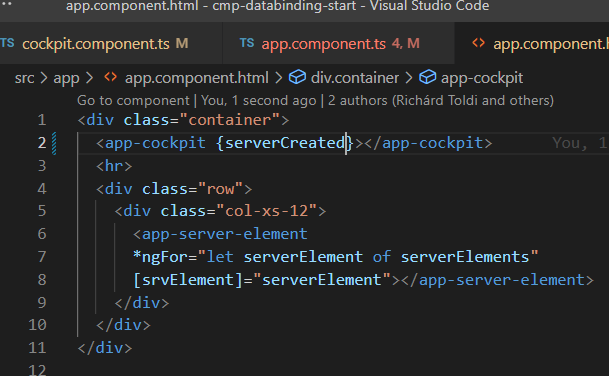 app.component.html - cmp-databinding-start - Visual Studio Code
TS cockpit.component.ts M
TS app.component.ts 4, M
<> app.component.h
src > app > <> app.component.html > div.container > app-cockpit
Go to component | You, 1 second ago | 2 authors (Richárd Toldi and others)
1 <div class="container">
2 <app-cockpit {serverCreated}></app-cockpit> You, 1
3 <hr>
4 <div class="row">
5 <div class="col-xs-12">
6 <app-server-element
7 *ngFor="let serverElement of serverElements"
8 [srvElement]="serverElement"></app-server-element>
9 </div>
10 </div>
11 </div>
12